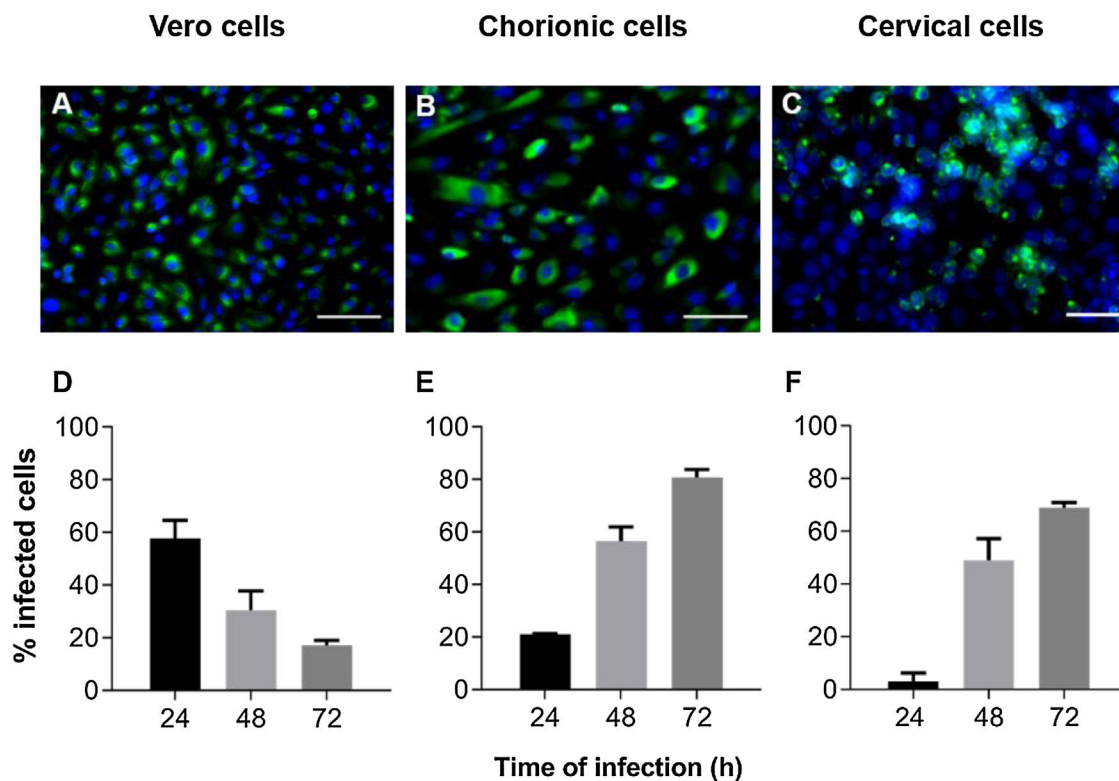 Vero cells Chorionic cells Cervical cells
A B C
D E F
% infected cells
100 100 100
80 80 80
60 60 60
40 40 40
20 20 20
0 0 0
24 48 72 24 48 72 24 48 72
Time of infection (h)